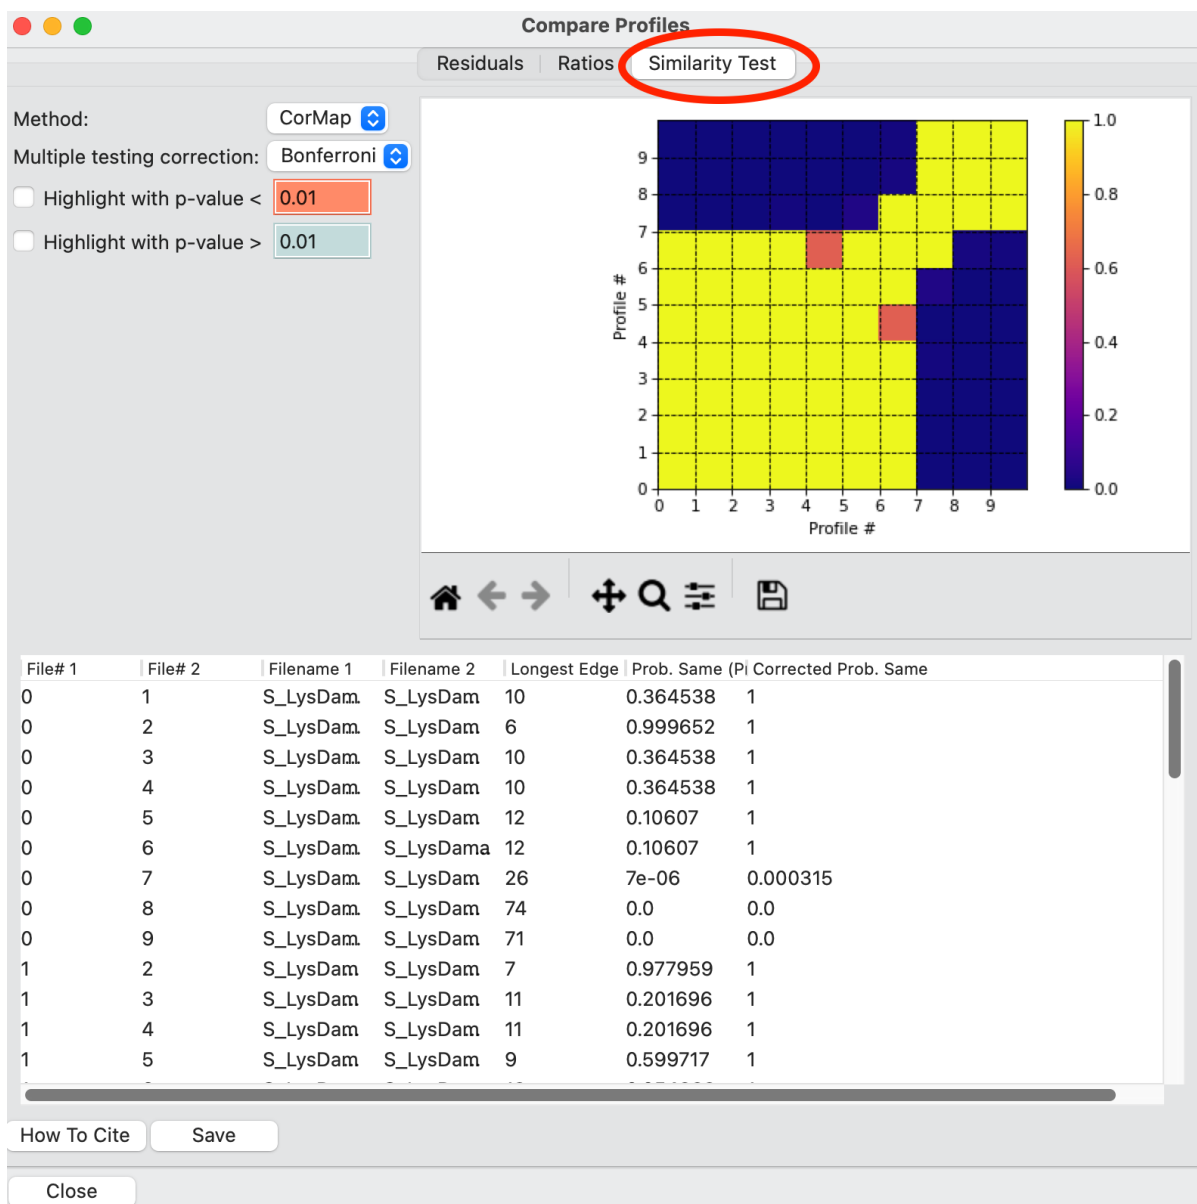 Compare Profiles
Residuals Ratios Similarity Test
Method: CorMap
Multiple testing correction: Bonferroni
Highlight with p-value < 0.01
Highlight with p-value > 0.01
9
8
7
6
5
4
3
2
1
0
Profile #
0 1 2 3 4 5 6 7 8 9
Profile #
1.0
0.8
0.6
0.4
0.2
0.0
File# 1 File# 2 Filename 1 Filename 2 Longest Edge Prob. Same (Pr Corrected Prob. Same
0 1 S_LysDam S_LysDam 10 0.364538 1
0 2 S_LysDam S_LysDam 6 0.999652 1
0 3 S_LysDam S_LysDam 10 0.364538 1
0 4 S_LysDam S_LysDam 10 0.364538 1
0 5 S_LysDam S_LysDam 12 0.10607 1
0 6 S_LysDam S_LysDama 12 0.10607 1
0 7 S_LysDam S_LysDam 26 7e-06 0.000315
0 8 S_LysDam S_LysDam 74 0.0 0.0
0 9 S_LysDam S_LysDam 71 0.0 0.0
1 2 S_LysDam S_LysDam 7 0.977959 1
1 3 S_LysDam S_LysDam 11 0.201696 1
1 4 S_LysDam S_LysDam 11 0.201696 1
1 5 S_LysDam S_LysDam 9 0.599717 1
How To Cite Save
Close